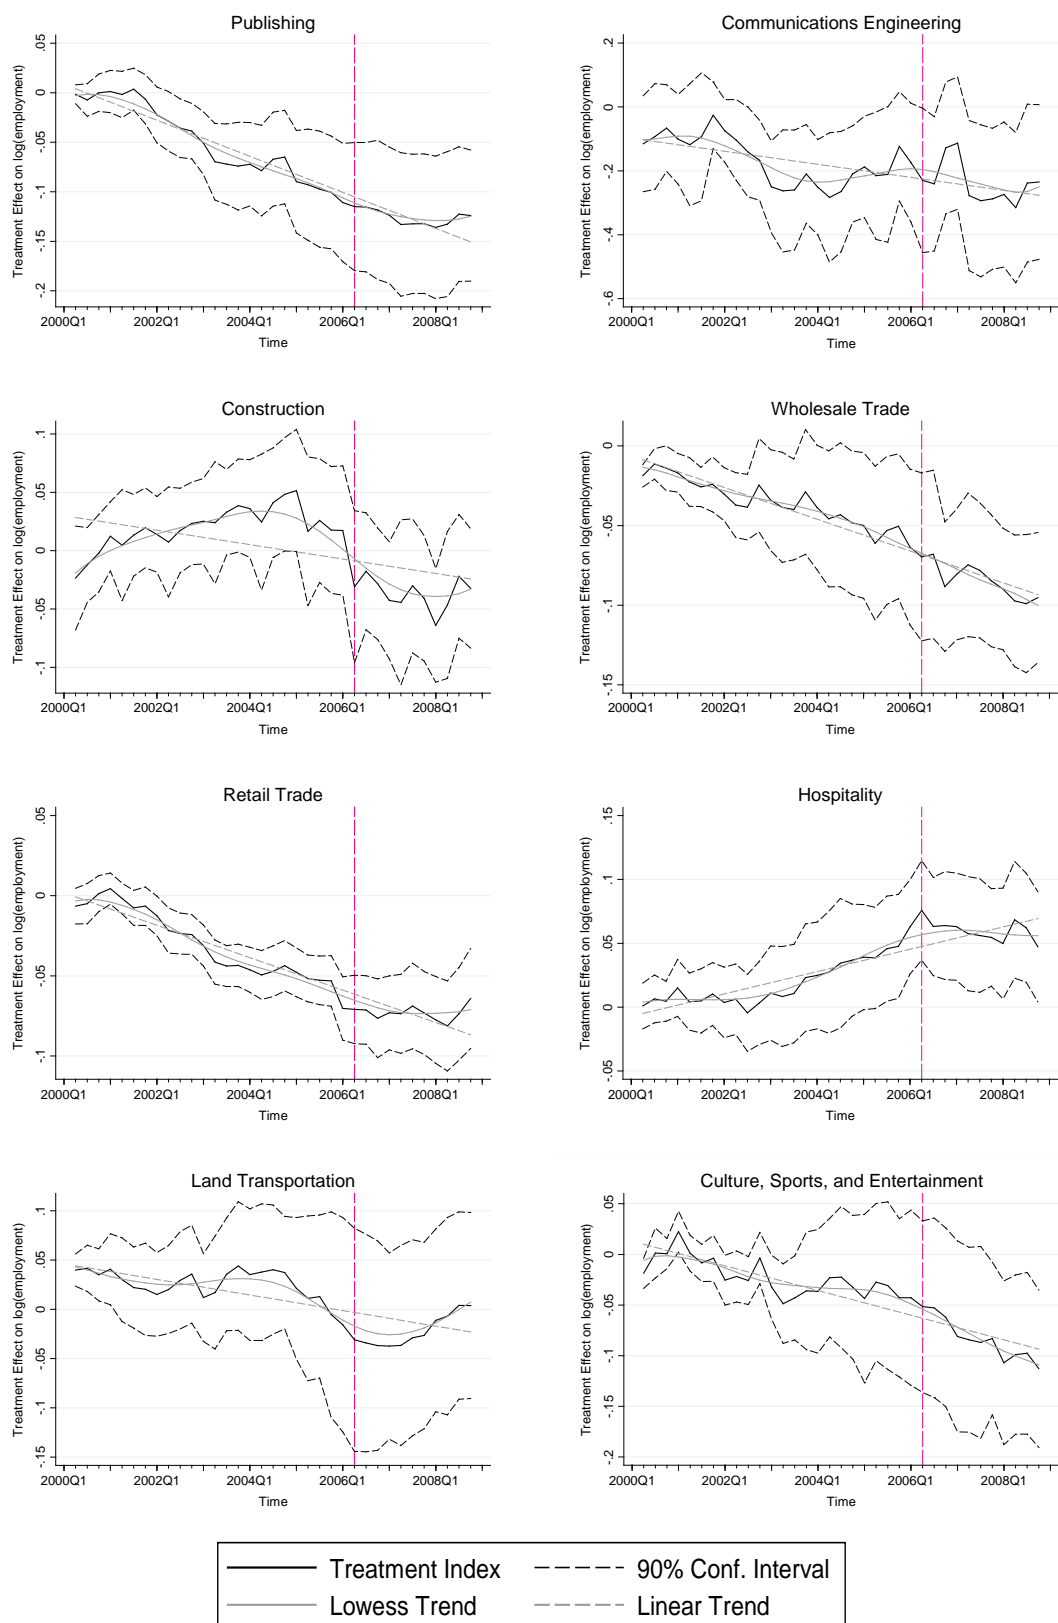 Publishing
Treatment Effect on log(employment)
.05
0
-.05
-.1
-.15
-.2
2000Q1 2002Q1 2004Q1 2006Q1 2008Q1
Time
Communications Engineering
Treatment Effect on log(employment)
.2
0
-.2
-.4
-.6
2000Q1 2002Q1 2004Q1 2006Q1 2008Q1
Time
Construction
Treatment Effect on log(employment)
.1
.05
0
-.05
-.1
2000Q1 2002Q1 2004Q1 2006Q1 2008Q1
Time
Wholesale Trade
Treatment Effect on log(employment)
0
-.05
-.1
-.15
2000Q1 2002Q1 2004Q1 2006Q1 2008Q1
Time
Retail Trade
Treatment Effect on log(employment)
.05
0
-.05
-.1
2000Q1 2002Q1 2004Q1 2006Q1 2008Q1
Time
Hospitality
Treatment Effect on log(employment)
.15
.1
.05
0
-.05
2000Q1 2002Q1 2004Q1 2006Q1 2008Q1
Time
Land Transportation
Treatment Effect on log(employment)
.1
.05
0
-.05
-.1
-.15
2000Q1 2002Q1 2004Q1 2006Q1 2008Q1
Time
Culture, Sports, and Entertainment
Treatment Effect on log(employment)
.05
0
-.05
-.1
-.15
-.2
2000Q1 2002Q1 2004Q1 2006Q1 2008Q1
Time
Treatment Index 90% Conf. Interval
Lowess Trend Linear Trend